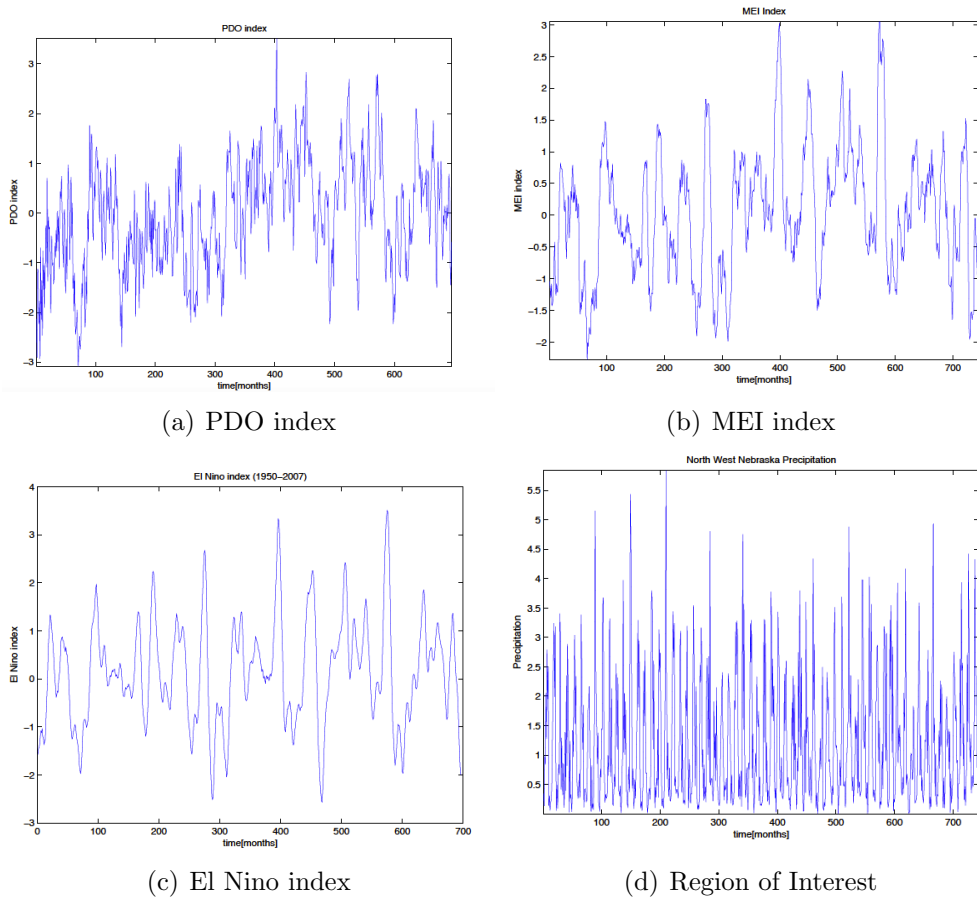 PDO index
PDO index
3
2
1
0
-1
-2
-3
100 200 300 400 500 600
time[months]
(a) PDO index
MEI Index
MEI index
3
2.5
2
1.5
1
0.5
0
-0.5
-1
-1.5
-2
100 200 300 400 500 600 700
time[months]
(b) MEI index
El Nino index (1950-2007)
El Nino index
4
3
2
1
0
-1
-2
-3
0 100 200 300 400 500 600 700
time[months]
(c) El Nino index
North West Nebraska Precipitation
Precipitation
5.5
5
4.5
4
3.5
3
2.5
2
1.5
1
0.5
100 200 300 400 500 600 700
time[months]
(d) Region of Interest